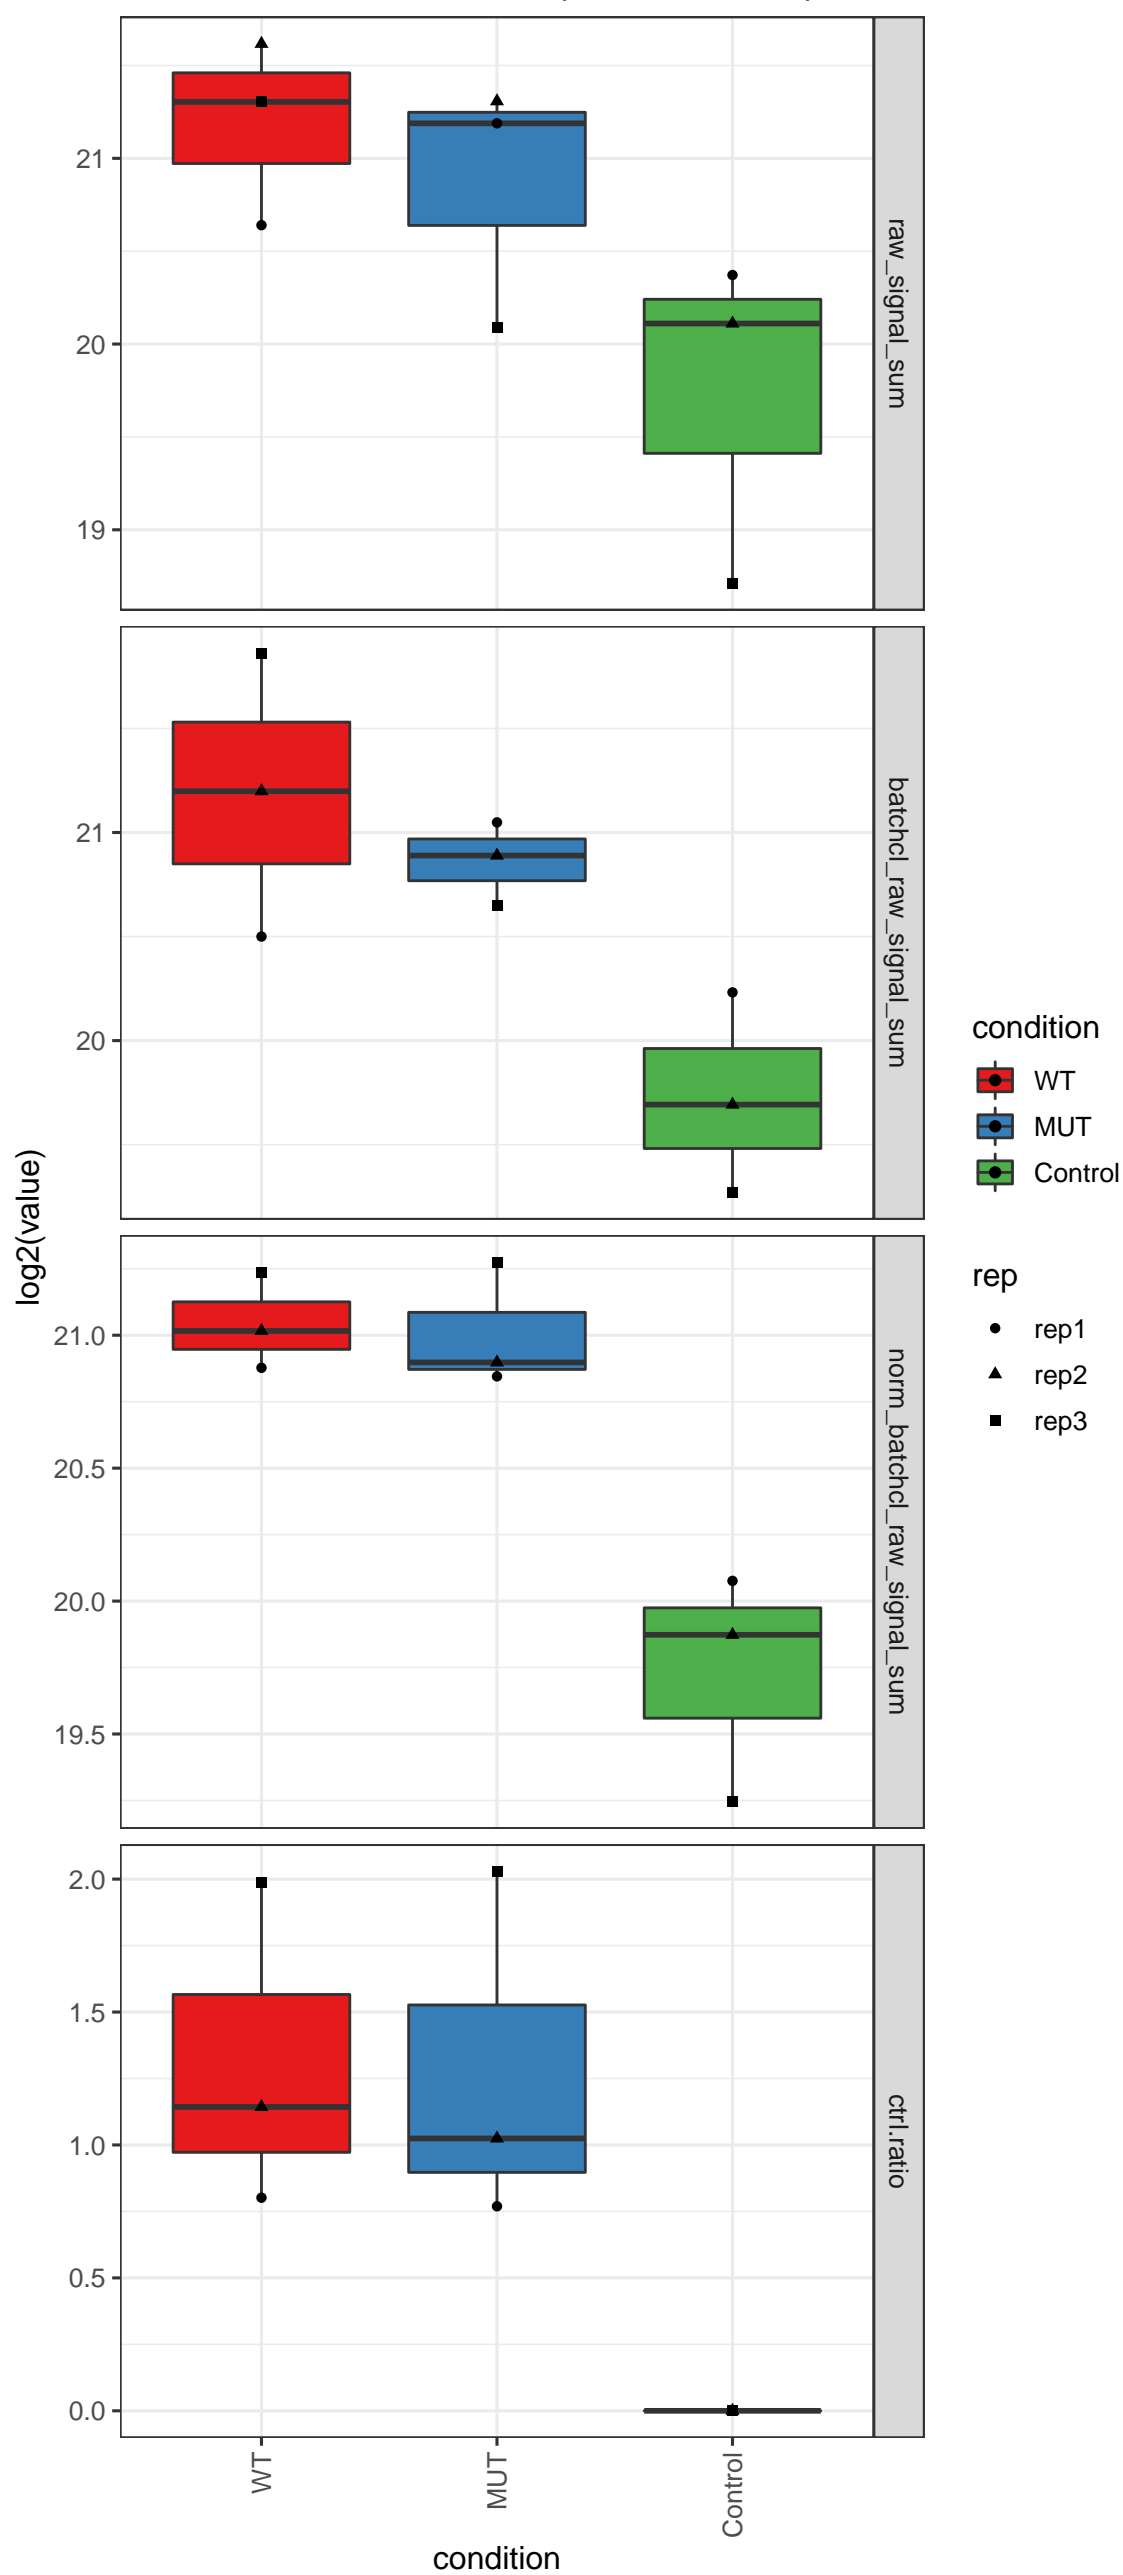 21
20
19
raw_signal_sum
21
20
batchcl_raw_signal_sum
21.0
20.5
20.0
19.5
norm_batchcl_raw_signal_sum
2.0
1.5
1.0
0.5
0.0
ctrl.ratio
log2(value)
WT
MUT
Control
condition
condition
WT
MUT
Control
rep
rep1
rep2
rep3